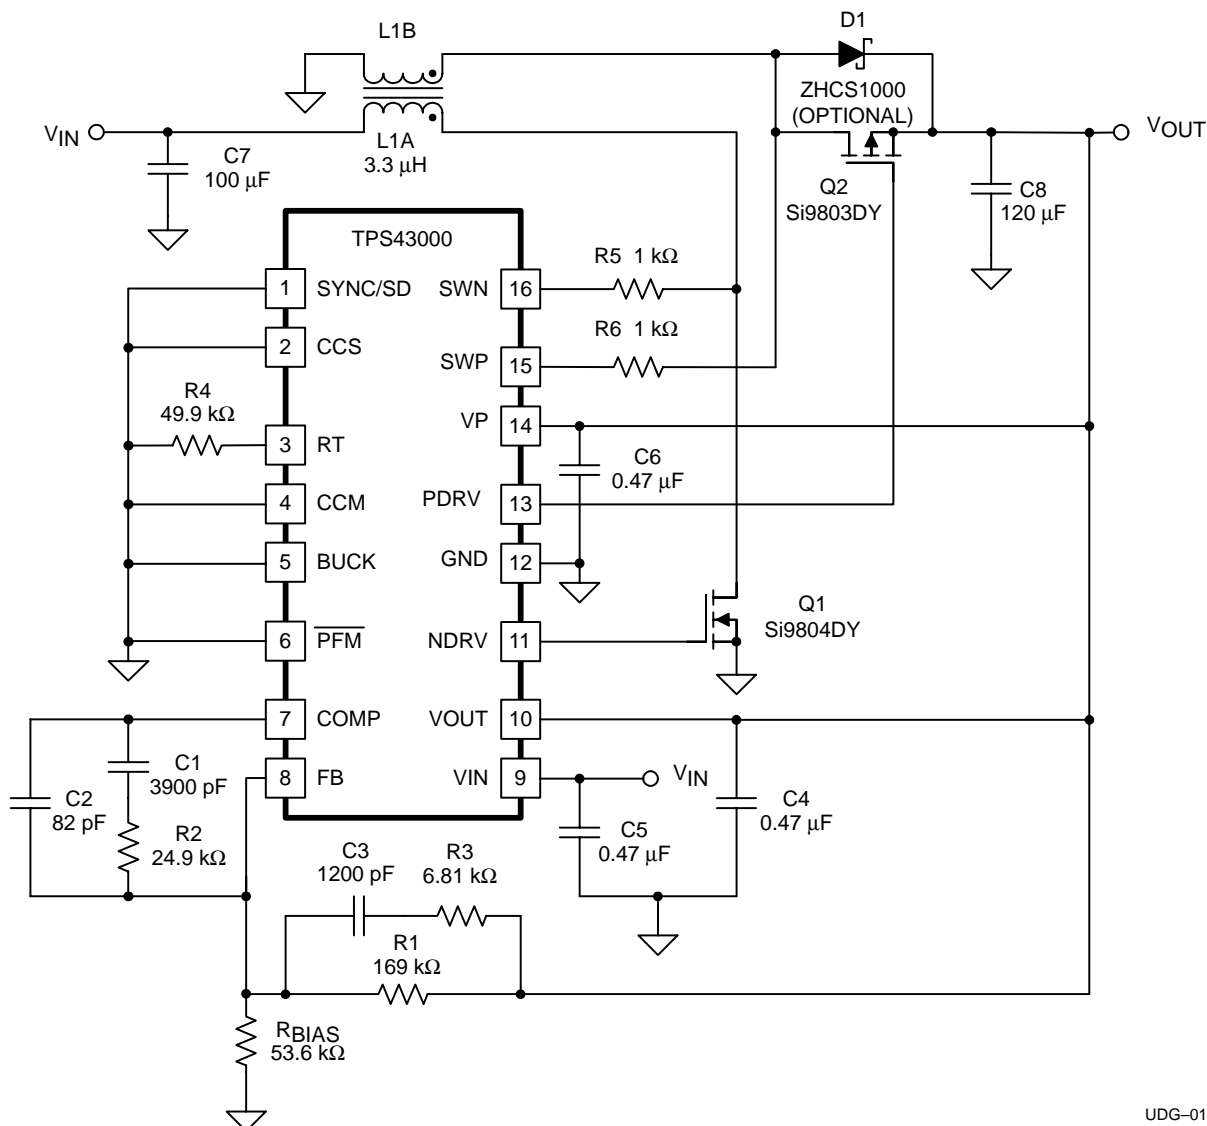 L1B
D1
ZHCS1000
(OPTIONAL)
VIN
VOUT
L1A
3.3 µH
C7
100 µF
Q2
Si9803DY
C8
120 µF
TPS43000
R5 1 kΩ
1 SYNC/SD SWN 16
R6 1 kΩ
2 CCS
SWP 15
R4
49.9 kΩ
VP 14
3 RT
C6
0.47 µF
4 CCM PDRV 13
5 BUCK GND 12
Q1
Si9804DY
6 PFM NDRV 11
7 COMP VOUT 10
C1
3900 pF
8 FB VIN 9
VIN
C2
82 pF
R2
24.9 kΩ
C5
0.47 µF
C4
0.47 µF
C3
1200 pF
R3
6.81 kΩ
R1
169 kΩ
RBIAS
53.6 kΩ
UDG–01